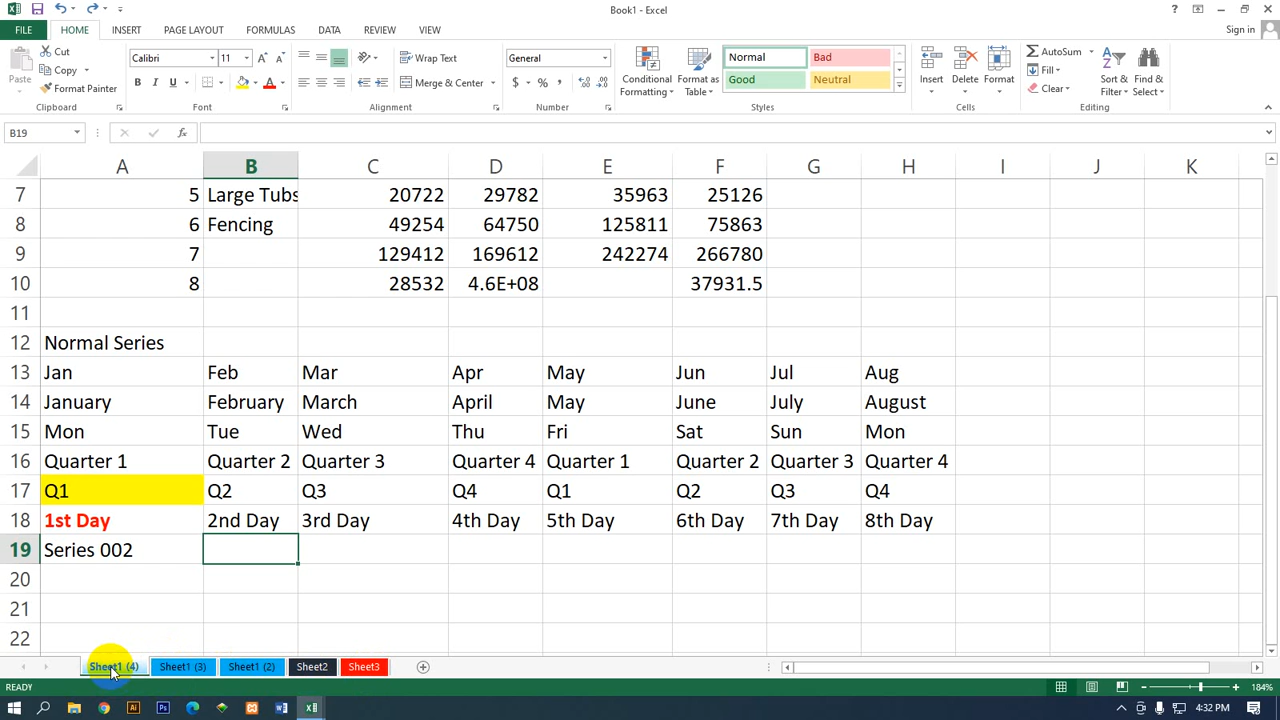 Book1 - Excel
FILE HOME INSERT PAGE LAYOUT FORMULAS DATA REVIEW VIEW Sign in
Paste Cut Copy Format Painter Clipboard
Calibri 11 B I U A A Font
Wrap Text Merge & Center Alignment
General $ % , Number
Conditional Formatting Format as Table
Normal Bad Good Neutral Styles
Insert Delete Format Cells
AutoSum Fill Clear Sort & Filter Find & Select Editing
B19 fx
A B C D E F G H I J K
7 5 Large Tubs 20722 29782 35963 25126
8 6 Fencing 49254 64750 125811 75863
9 7 129412 169612 242274 266780
10 8 28532 4.6E+08 37931.5
11
12 Normal Series
13 Jan Feb Mar Apr May Jun Jul Aug
14 January February March April May June July August
15 Mon Tue Wed Thu Fri Sat Sun Mon
16 Quarter 1 Quarter 2 Quarter 3 Quarter 4 Quarter 1 Quarter 2 Quarter 3 Quarter 4
17 Q1 Q2 Q3 Q4 Q1 Q2 Q3 Q4
18 1st Day 2nd Day 3rd Day 4th Day 5th Day 6th Day 7th Day 8th Day
19 Series 002
20
21
22
Sheet1 (4) Sheet1 (3) Sheet1 (2) Sheet2 Sheet3
READY 184%
4:32 PM